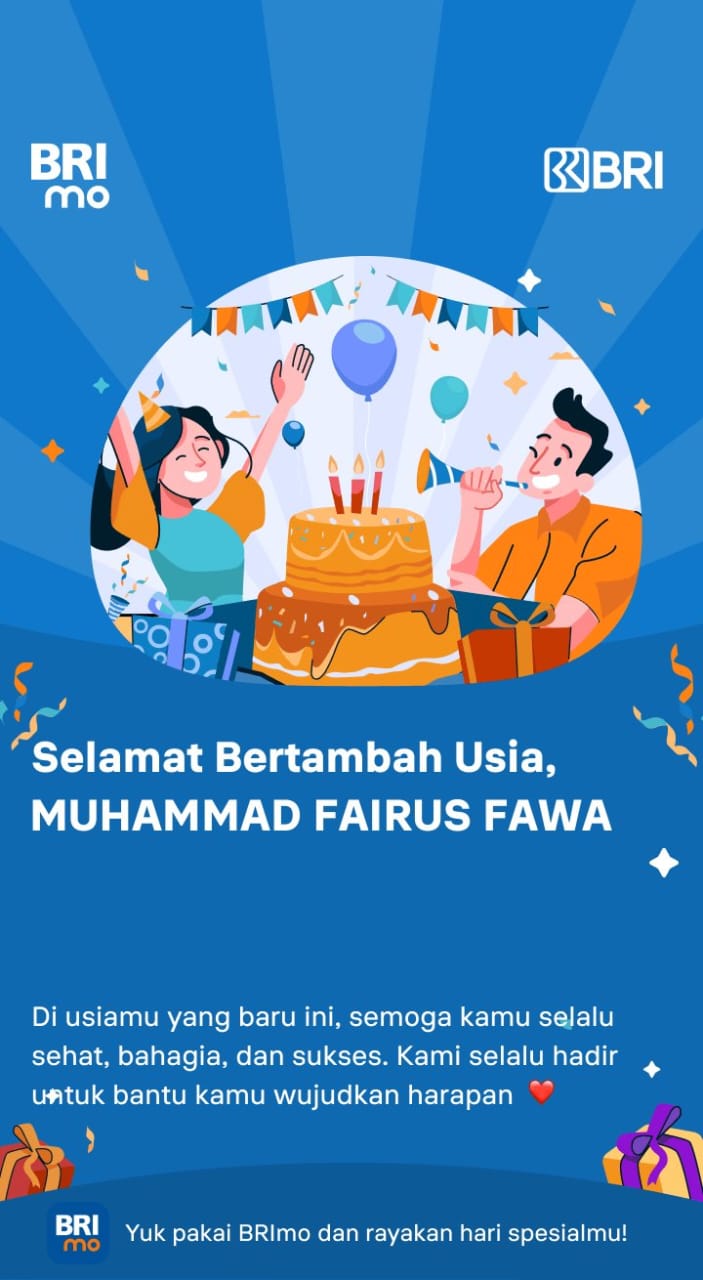 BRI
mo
BRI
Selamat Bertambah Usia,
MUHAMMAD FAIRUS FAWA
Di usiamu yang baru ini, semoga kamu selalu
sehat, bahagia, dan sukses. Kami selalu hadir
untuk bantu kamu wujudkan harapan ❤️
BRI
mo
Yuk pakai BRImo dan rayakan hari spesialmu!